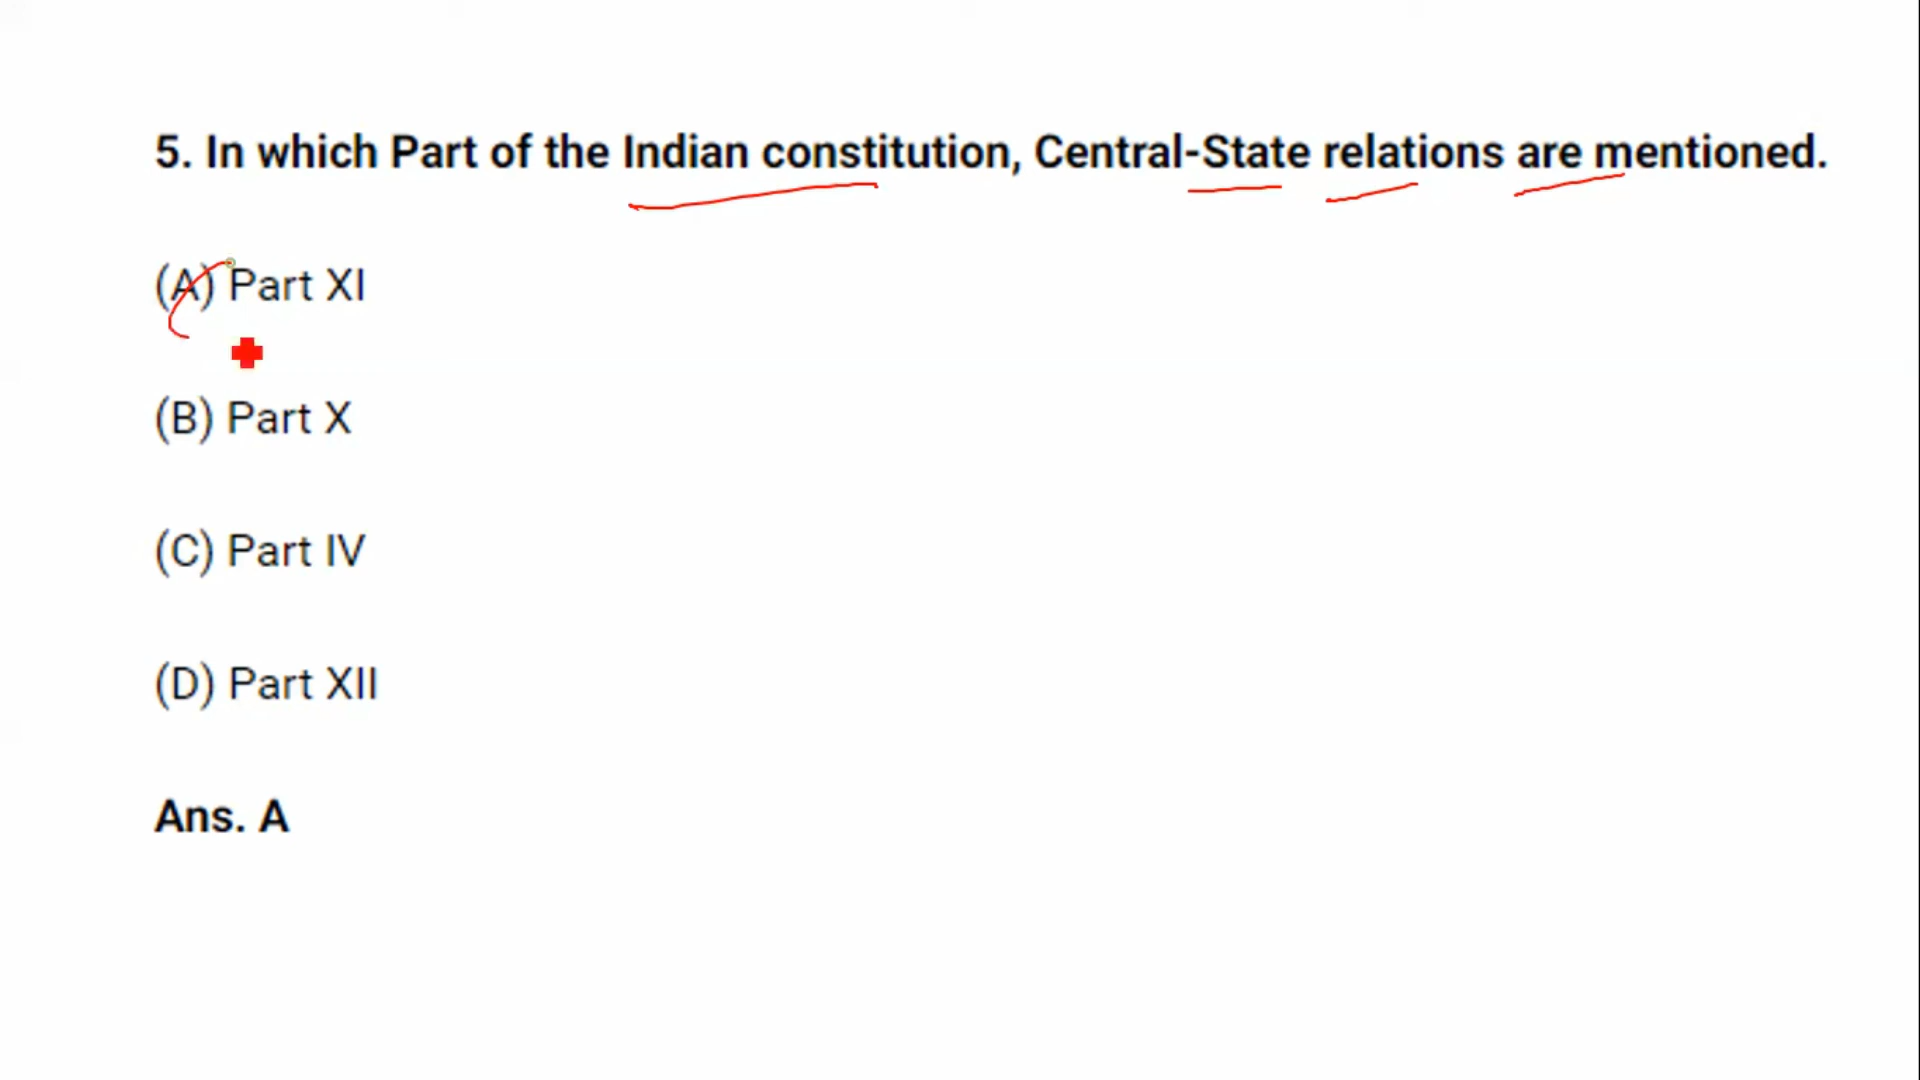 5. In which Part of the Indian constitution, Central-State relations are mentioned.
(A) Part XI
(B) Part X
(C) Part IV
(D) Part XII
Ans. A